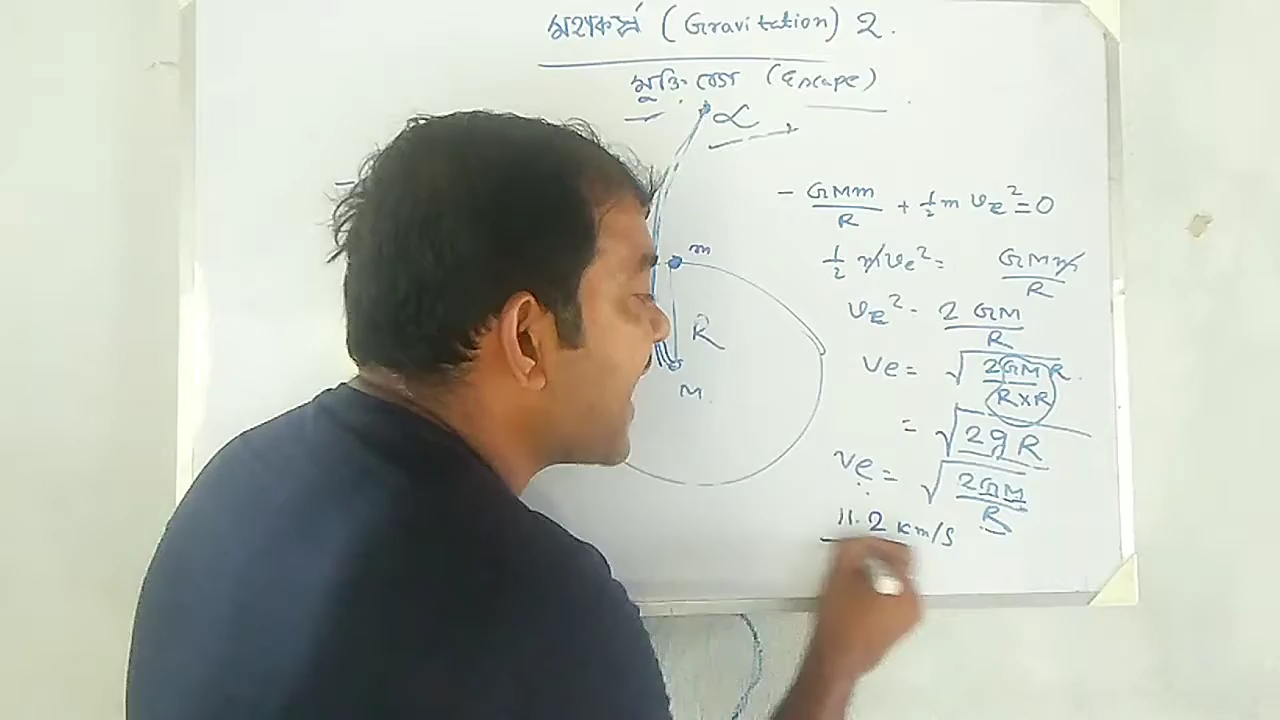 মহাকর্ষ (Gravitation) 2.
মুক্তি বেগ (Escape)
∝
m
R
M
- GMm/R + 1/2 m ve² = 0
1/2 m ve² = GMm/R
ve² = 2GM/R
ve = √(2GMR/R×R)
= √2gR
ve = √(2GM/R)
11.2 km/s